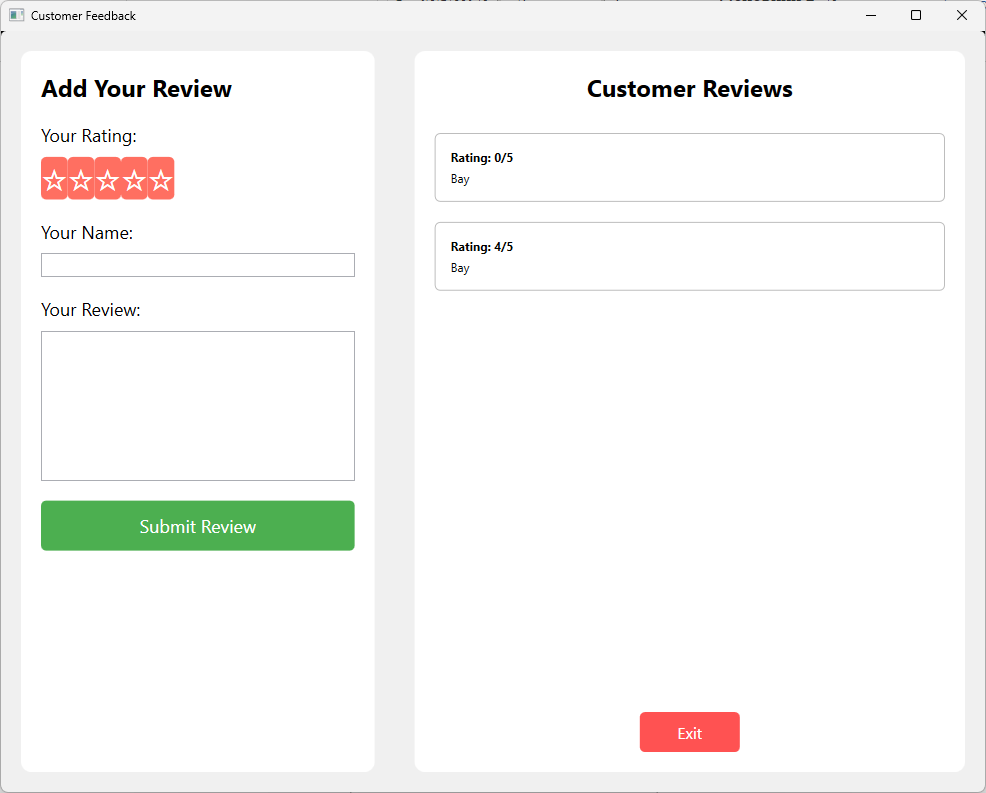 Customer Feedback
Add Your Review
Your Rating:
☆☆☆☆☆
Your Name:
Your Review:
Submit Review
Customer Reviews
Rating: 0/5
Bay
Rating: 4/5
Bay
Exit